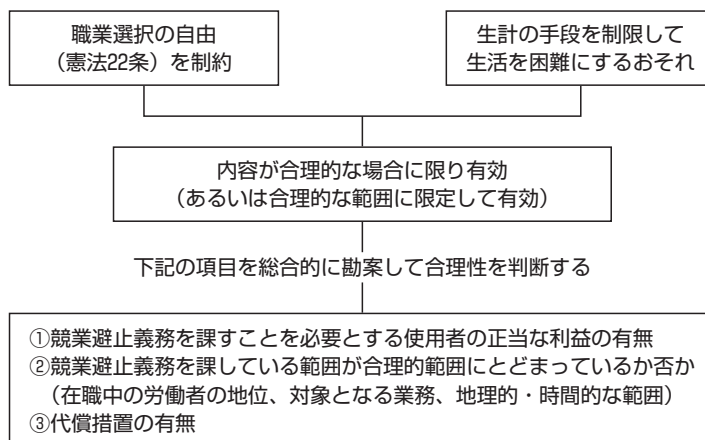 職業選択の自由
（憲法22条）を制約
生計の手段を制限して
生活を困難にするおそれ
内容が合理的な場合に限り有効
（あるいは合理的な範囲に限定して有効）
下記の項目を総合的に勘案して合理性を判断する
①競業避止義務を課すことを必要とする使用者の正当な利益の有無
②競業避止義務を課している範囲が合理的範囲にとどまっているか否か
（在職中の労働者の地位、対象となる業務、地理的・時間的な範囲）
③代償措置の有無